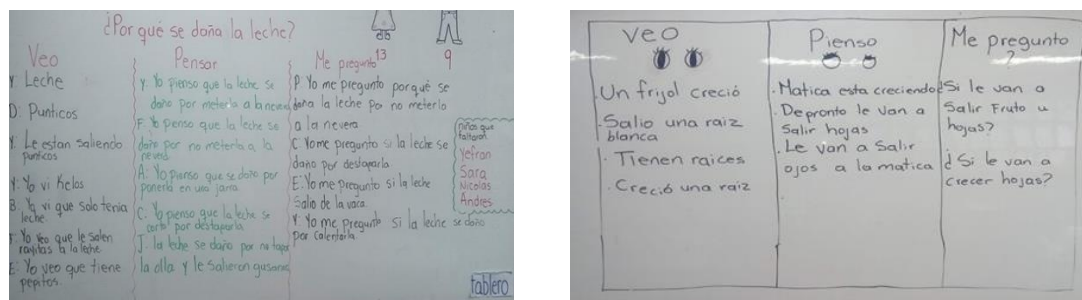 ¿Por qué se daña la leche?
Veo
Y: Leche
D: Punticos
Y: Le estan saliendo
punticos
Y: Yo vi hielos
B: Yo vi que solo tenia
leche.
F: Yo veo que le salen
rayitas a la leche
E: Yo veo que tiene
pepitos.
Pensar
Y: Yo pienso que la leche se
daño por meterla a la nevera
F: Yo pienso que la leche se
daño por no meterla a la
nevera
A: Yo pienso que se daño por
ponerla en una jarra
C: Yo pienso que la leche se
corto por destaparla
J: la leche se daño por no tapar
la olla y le salieron gusanos
Me pregunto
P. Yo me pregunto por qué se
daña la leche por no meterlo
a la nevera
C. Yo me pregunto si la leche se
daño por destaparla.
E: Yo me pregunto si la leche
salio de la vaca.
Y: Yo me pregunto si la leche se daño
por calentarla.
13
9
niños que
faltaron
Yefran
Sara
Nicolas
Andres
tablero
Veo
. Un frijol creció
. Salio una raiz
blanca
. Tienen raices
. Creció una raiz
Pienso
. Matica esta creciendo
. De pronto le van a
salir hojas
. Le van a salir
ojos a la matica
Me pregunto
?
¿Si le van a
salir fruto u
hojas?
¿Si le van a
crecer hojas?